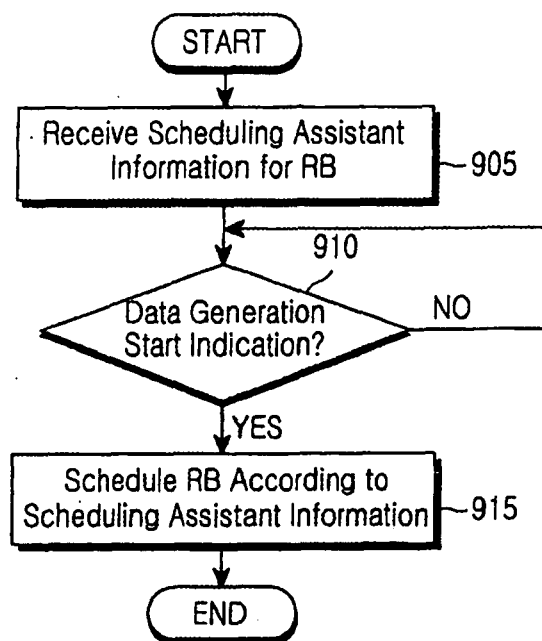 START
Receive Scheduling Assistant
Information for RB
905
910
Data Generation
Start Indication?
NO
YES
Schedule RB According to
Scheduling Assistant Information
915
END